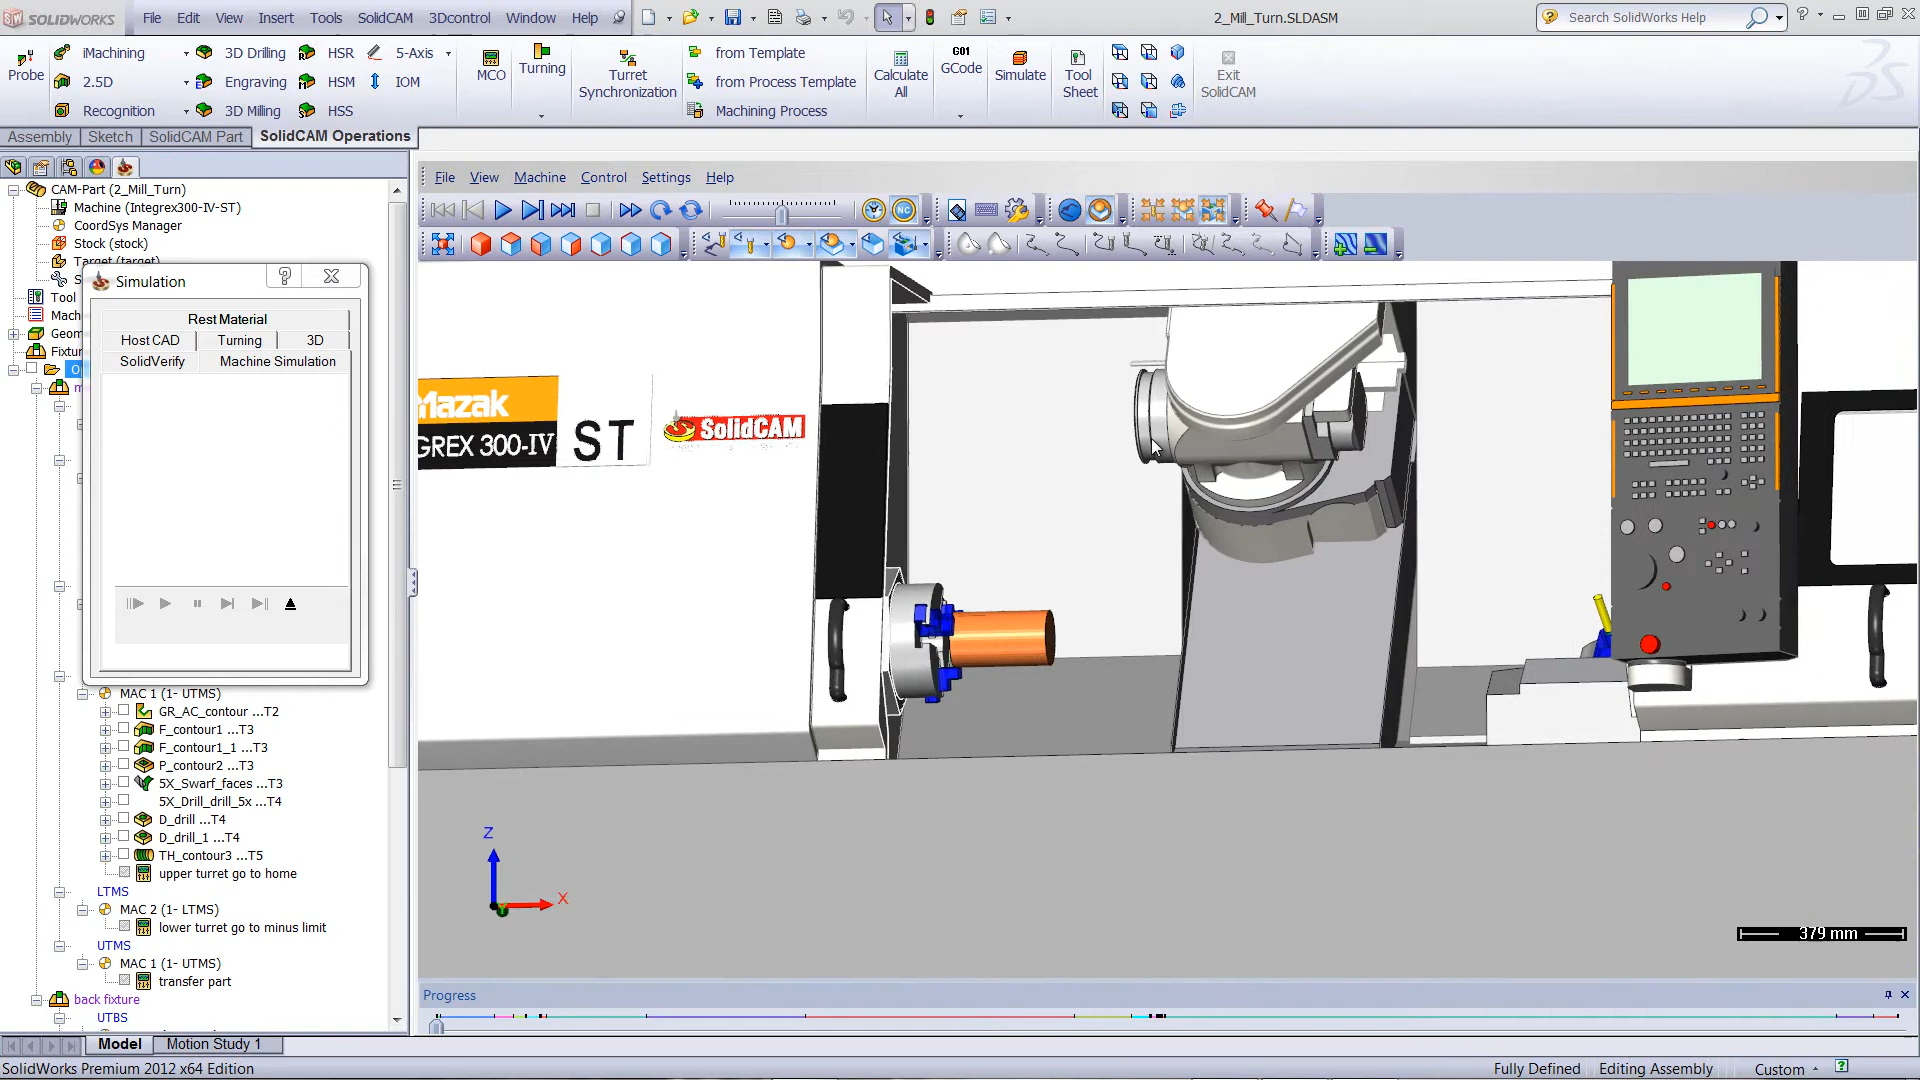 SOLIDWORKS File Edit View Insert Tools SolidCAM 3Dcontrol Window Help 2_Mill_Turn.SLDASM Search SolidWorks Help
iMachining 3D Drilling HSR 5-Axis from Template
Probe 2.5D Engraving HSM IOM MCO Turning Turret Synchronization from Process Template Calculate All G01 GCode Simulate Tool Sheet Exit SolidCAM
Recognition 3D Milling HSS Machining Process
Assembly Sketch SolidCAM Part SolidCAM Operations
File View Machine Control Settings Help
CAM-Part (2_Mill_Turn)
Machine (Integrex300-IV-ST)
CoordSys Manager
Stock (stock)
Target (target)
S
Tool
Mach
Geom
Fixtur
O
m
Simulation
Rest Material
Host CAD Turning 3D
SolidVerify Machine Simulation
MAC 1 (1- UTMS)
GR_AC_contour ...T2
F_contour1 ...T3
F_contour1_1 ...T3
P_contour2 ...T3
5X_Swarf_faces ...T3
5X_Drill_drill_5x ...T4
D_drill ...T4
D_drill_1 ...T4
TH_contour3 ...T5
upper turret go to home
LTMS
MAC 2 (1- LTMS)
lower turret go to minus limit
UTMS
MAC 1 (1- UTMS)
transfer part
back fixture
UTBS
NC
Mazak
GREX 300-IV ST SolidCAM
Z
X
379 mm
Progress
Model Motion Study 1
SolidWorks Premium 2012 x64 Edition Fully Defined Editing Assembly Custom